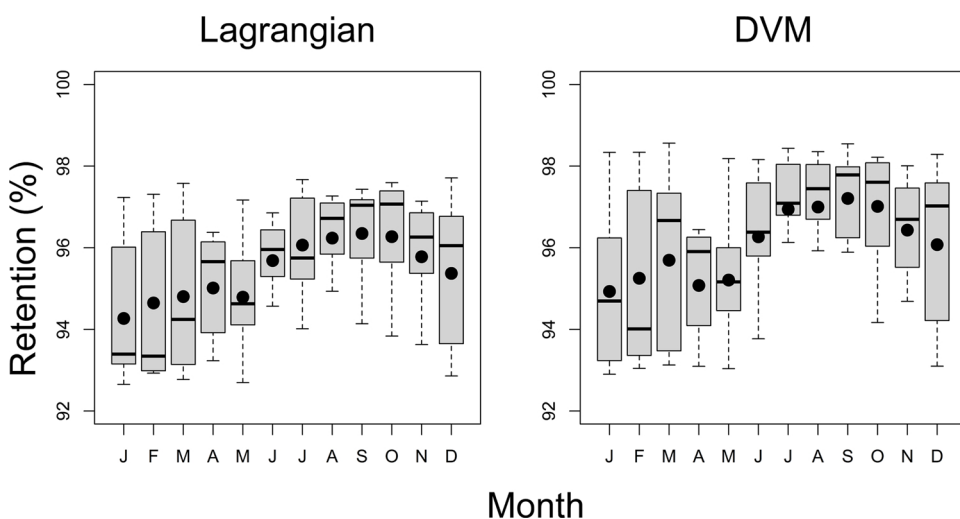 Lagrangian
DVM
Retention (%)
100
98
96
94
92
J F M A M J J A S O N D
100
98
96
94
92
J F M A M J J A S O N D
Month